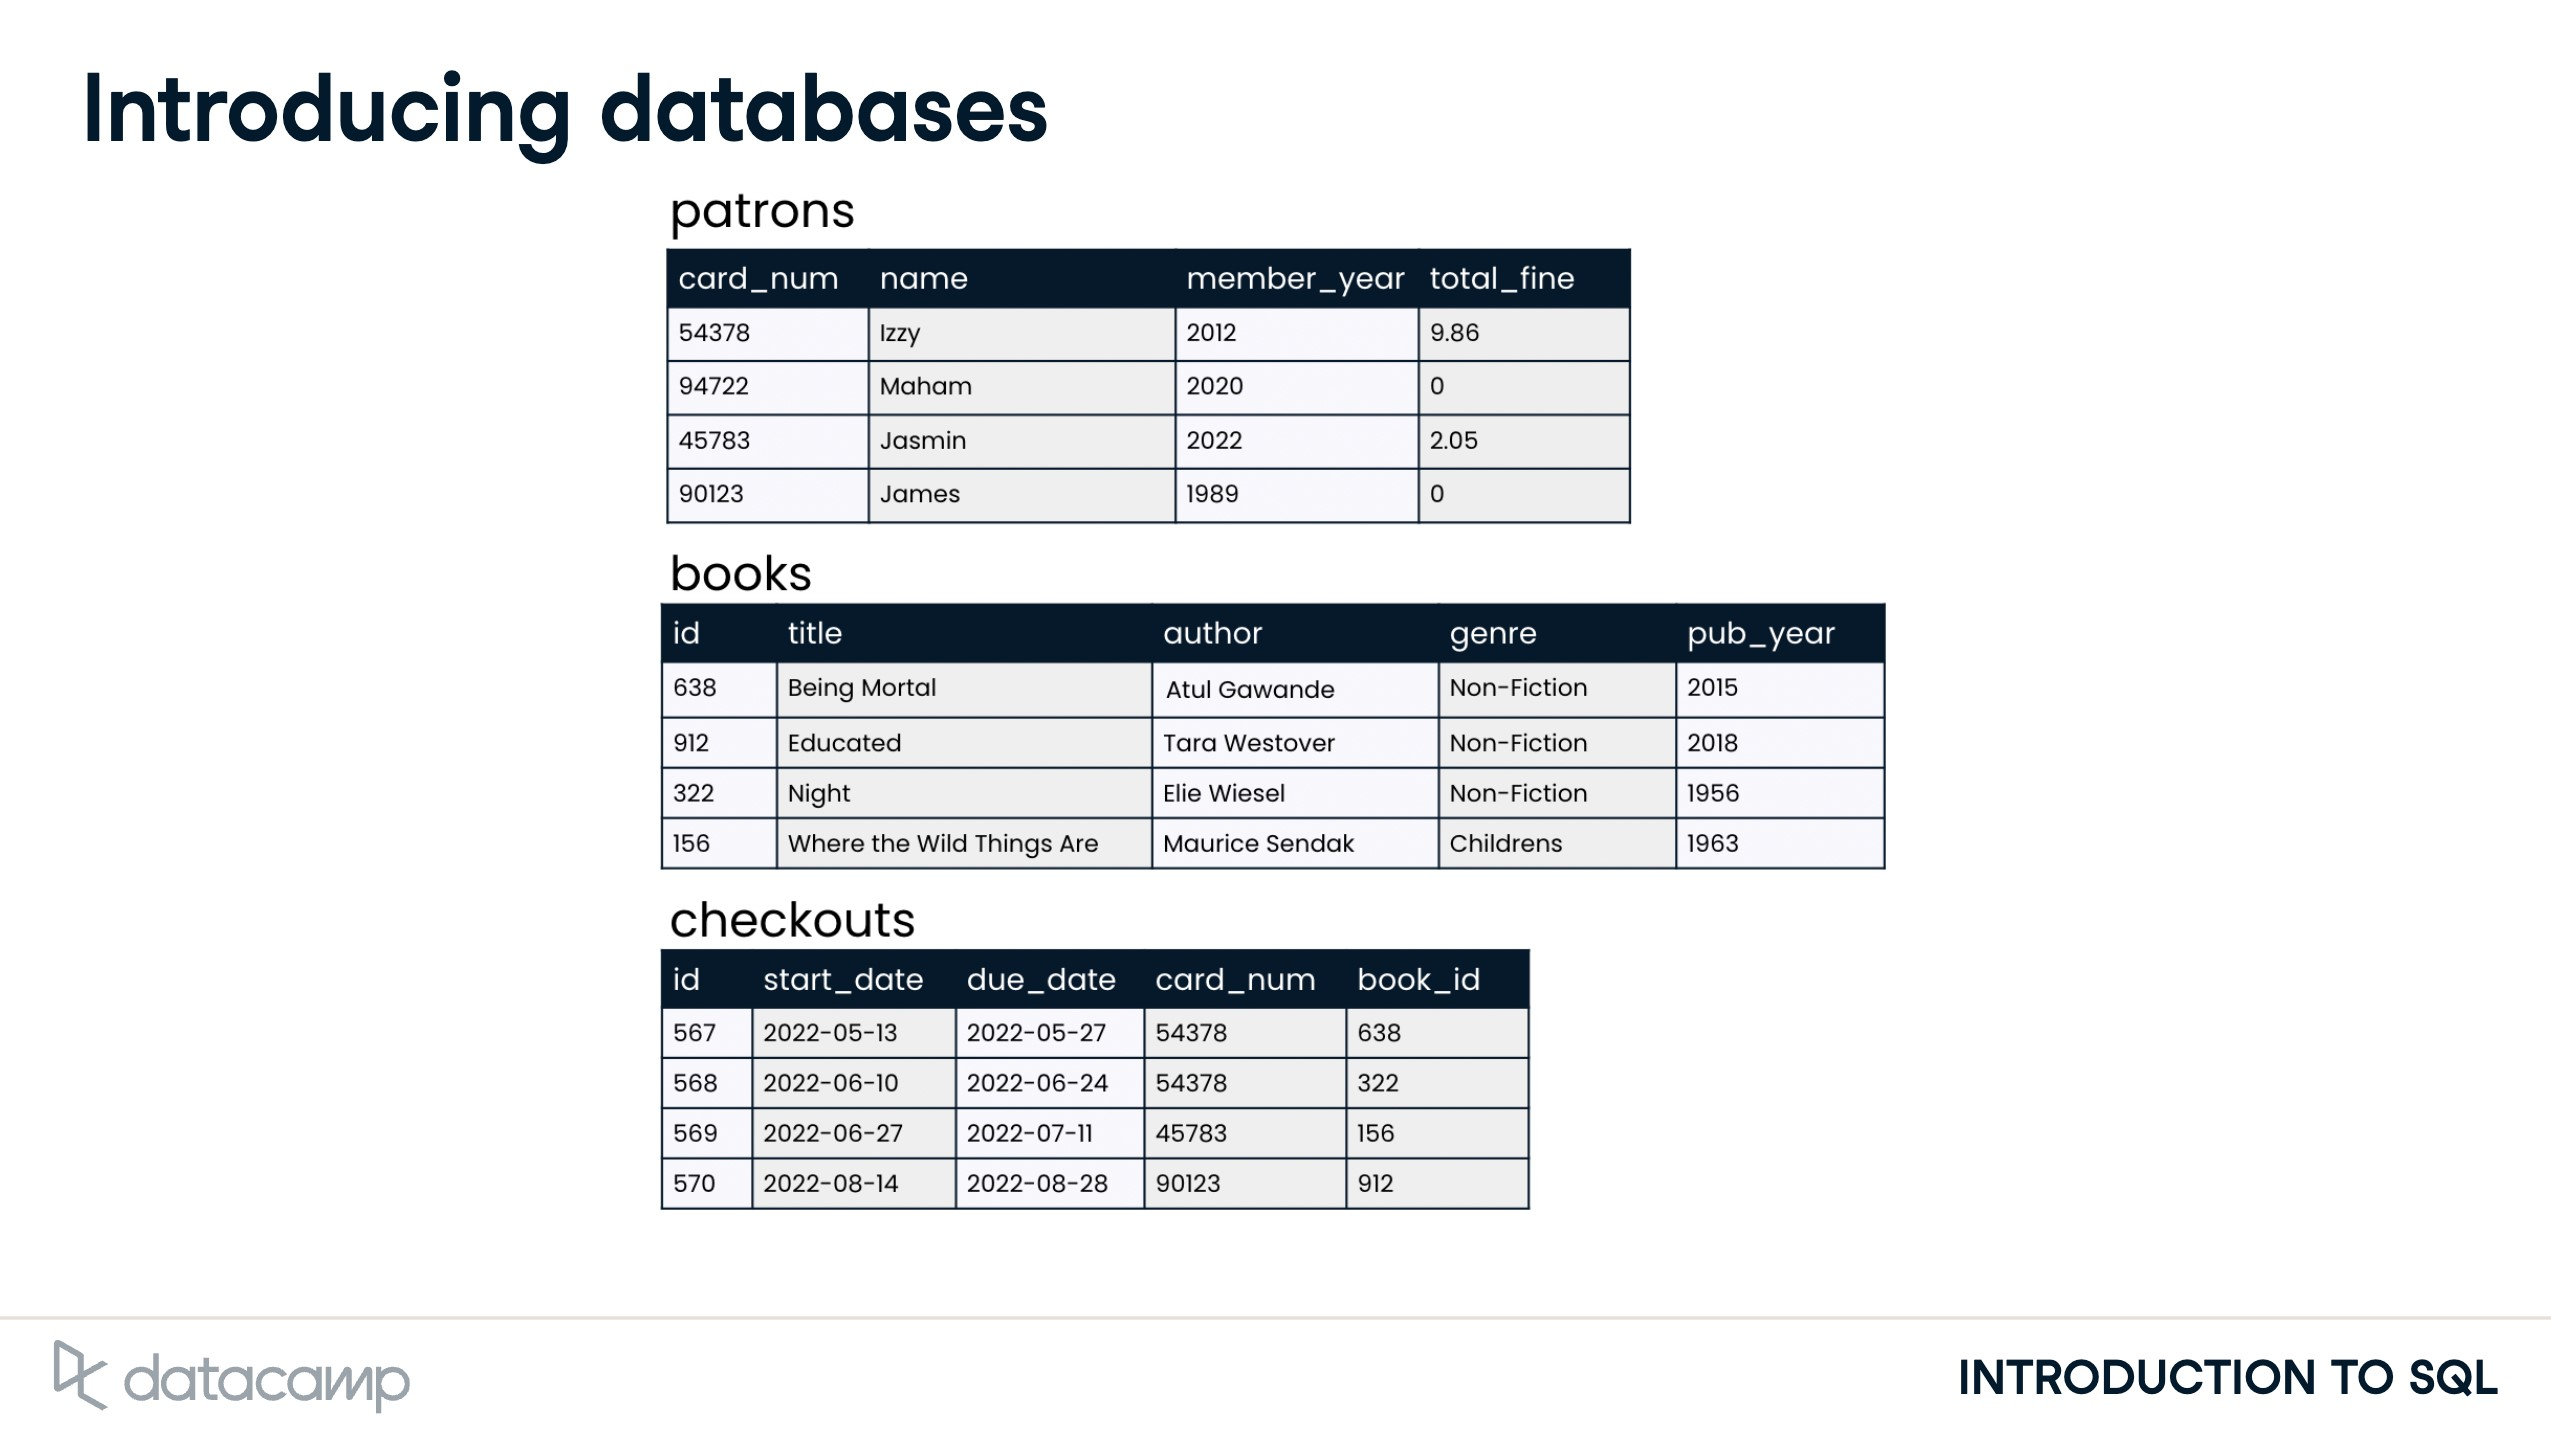 Introducing databases
patrons
card_num name member_year total_fine
54378 Izzy 2012 9.86
94722 Maham 2020 0
45783 Jasmin 2022 2.05
90123 James 1989 0
books
id title author genre pub_year
638 Being Mortal Atul Gawande Non-Fiction 2015
912 Educated Tara Westover Non-Fiction 2018
322 Night Elie Wiesel Non-Fiction 1956
156 Where the Wild Things Are Maurice Sendak Childrens 1963
checkouts
id start_date due_date card_num book_id
567 2022-05-13 2022-05-27 54378 638
568 2022-06-10 2022-06-24 54378 322
569 2022-06-27 2022-07-11 45783 156
570 2022-08-14 2022-08-28 90123 912
datacamp INTRODUCTION TO SQL